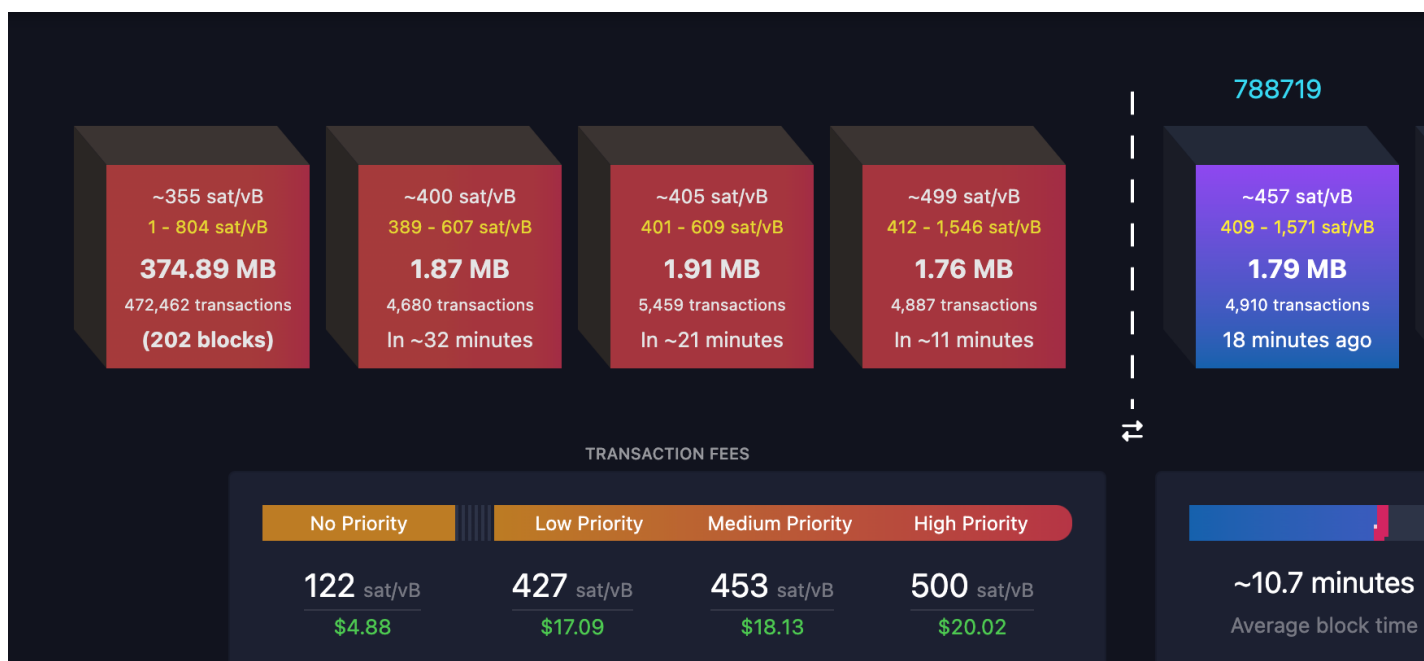 788719
~355 sat/vB
1 - 804 sat/vB
374.89 MB
472,462 transactions
(202 blocks)
~400 sat/vB
389 - 607 sat/vB
1.87 MB
4,680 transactions
In ~32 minutes
~405 sat/vB
401 - 609 sat/vB
1.91 MB
5,459 transactions
In ~21 minutes
~499 sat/vB
412 - 1,546 sat/vB
1.76 MB
4,887 transactions
In ~11 minutes
~457 sat/vB
409 - 1,571 sat/vB
1.79 MB
4,910 transactions
18 minutes ago
TRANSACTION FEES
No Priority
Low Priority
Medium Priority
High Priority
122 sat/vB
427 sat/vB
453 sat/vB
500 sat/vB
$4.88
$17.09
$18.13
$20.02
~10.7 minutes
Average block time